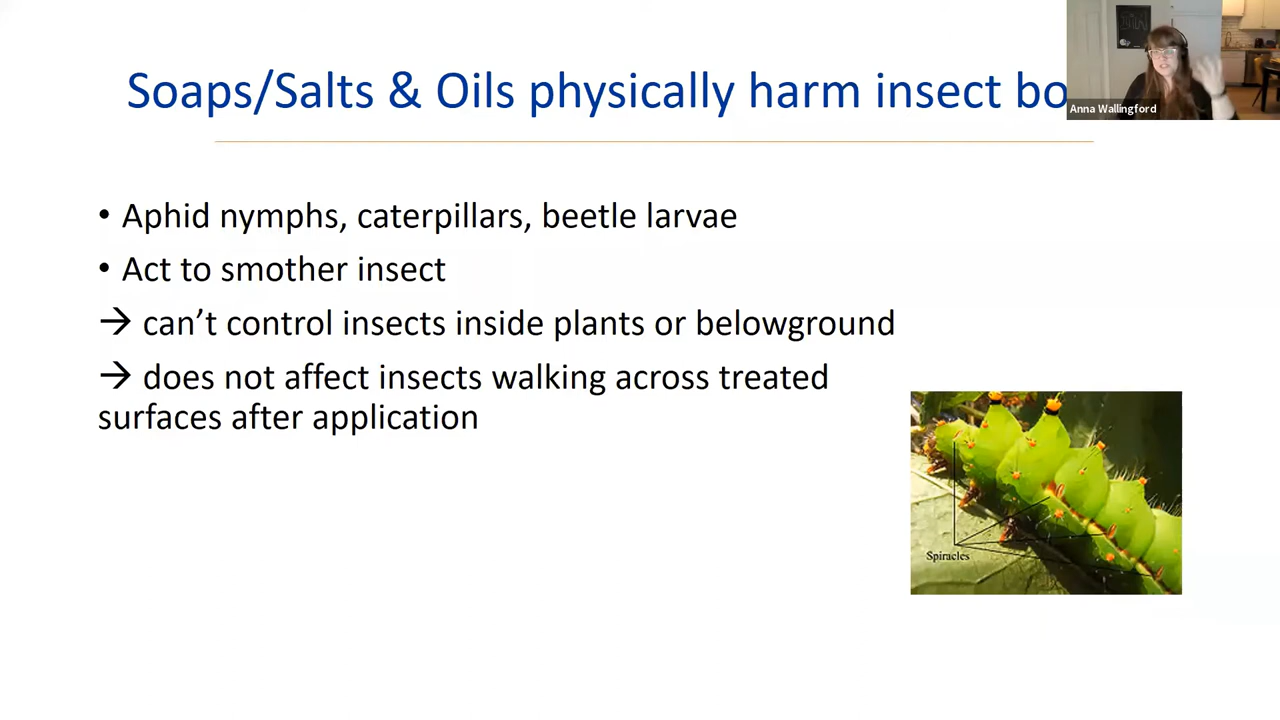 Soaps/Salts & Oils physically harm insect bo
Anna Wallingford
• Aphid nymphs, caterpillars, beetle larvae
• Act to smother insect
→ can’t control insects inside plants or belowground
→ does not affect insects walking across treated
surfaces after application
Spiracles